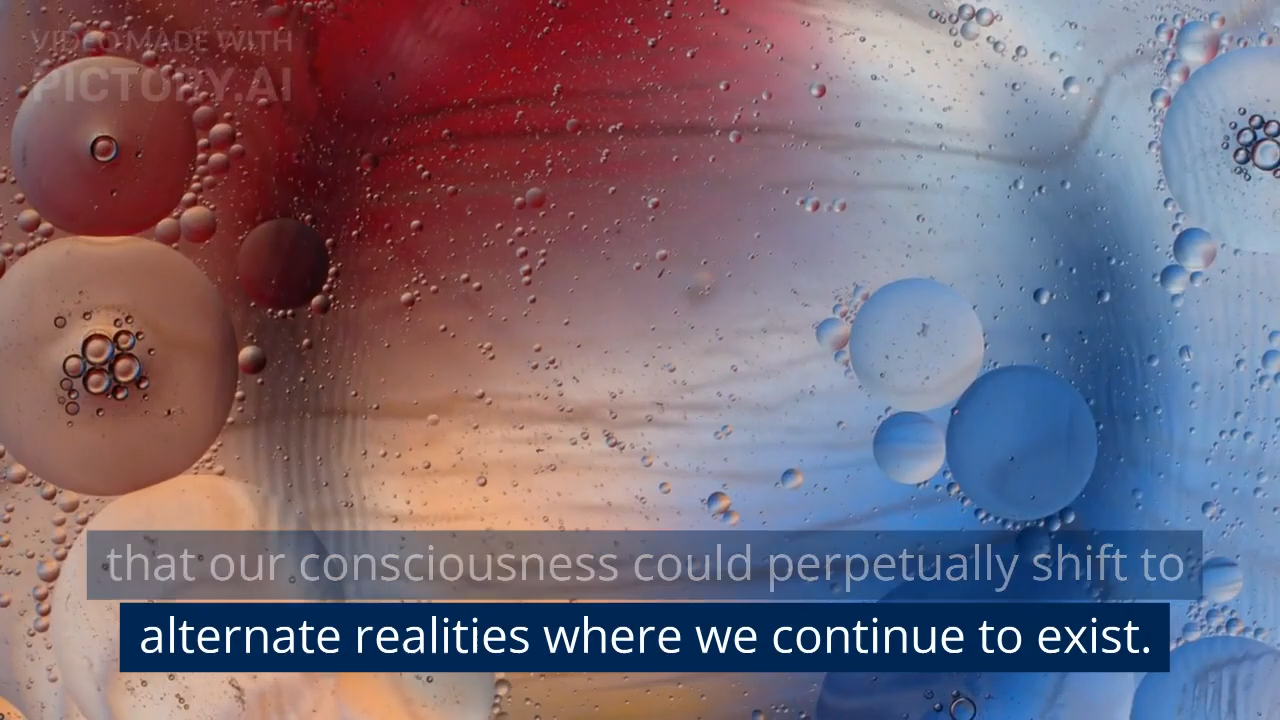 VIDEO MADE WITH
PICTORY.AI
that our consciousness could perpetually shift to
alternate realities where we continue to exist.